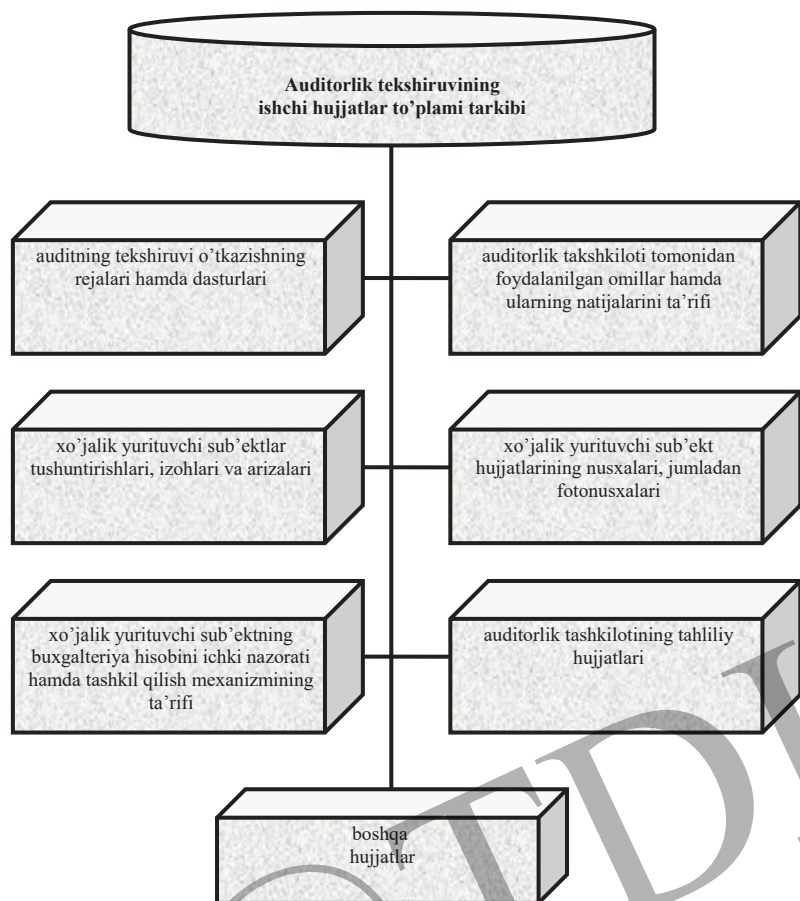 Auditorlik tekshiruvining
ishchi hujjatlar to’plami tarkibi
auditning tekshiruvi o’tkazishning
rejalari hamda dasturlari
auditorlik takshkiloti tomonidan
foydalanilgan omillar hamda
ularning natijalarini ta’rifi
xo’jalik yurituvchi sub’ektlar
tushuntirishlari, izohlari va arizalari
xo’jalik yurituvchi sub’ekt
hujjatlarining nusxalari, jumladan
fotonusxalari
xo’jalik yurituvchi sub’ektning
buxgalteriya hisobini ichki nazorati
hamda tashkil qilish mexanizmining
ta’rifi
auditorlik tashkilotining tahliliy
hujjatlari
boshqa
hujjatlar